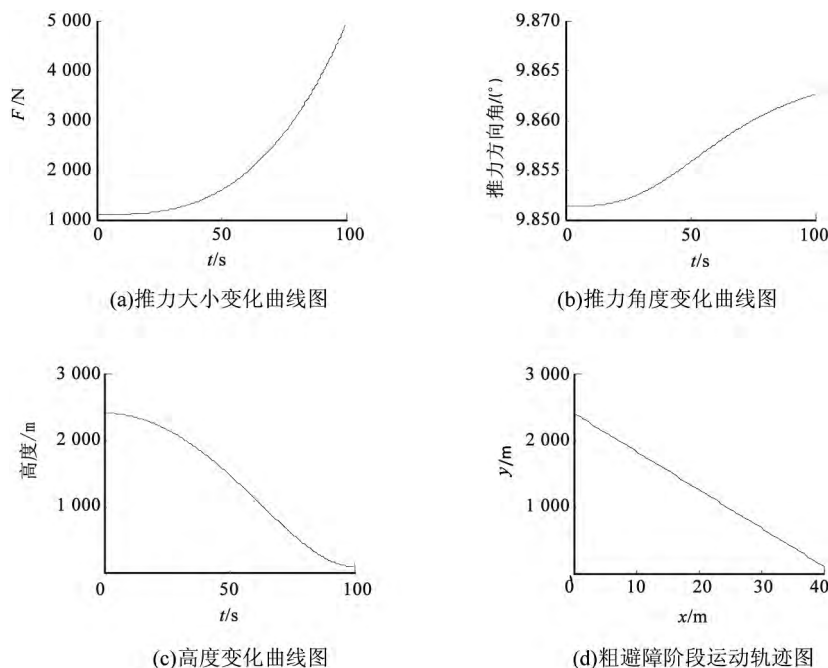 5 000
4 000
3 000
2 000
1 000
F/N
0
50
100
t/s
(a)推力大小变化曲线图
9.870
9.865
9.860
9.855
9.850
推力方向角/(°)
0
50
100
t/s
(b)推力角度变化曲线图
3 000
2 000
1 000
高度/m
0
50
100
t/s
(c)高度变化曲线图
3 000
2 000
1 000
y/m
0
10
20
30
40
x/m
(d)粗避障阶段运动轨迹图